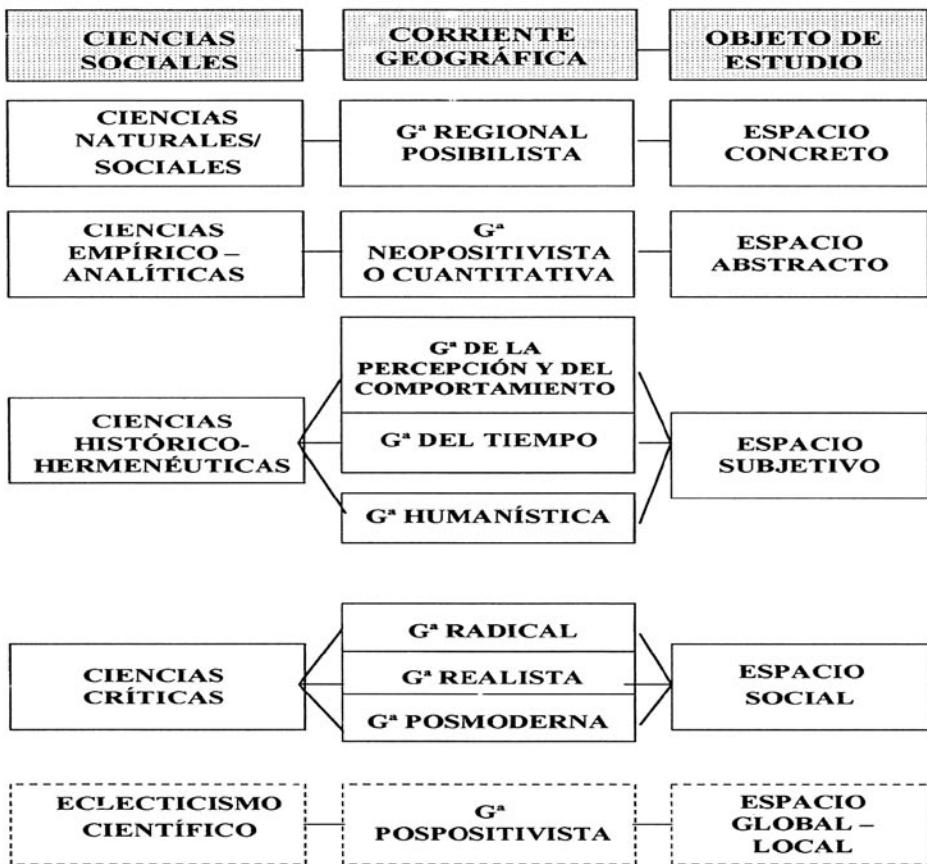 CIENCIAS
SOCIALES
CORRIENTE
GEOGRÁFICA
OBJETO DE
ESTUDIO
CIENCIAS
NATURALES/
SOCIALES
Gª REGIONAL
POSIBILISTA
ESPACIO
CONCRETO
CIENCIAS
EMPÍRICO –
ANALÍTICAS
Gª
NEOPOSITIVISTA
O CUANTITATIVA
ESPACIO
ABSTRACTO
CIENCIAS
HISTÓRICO-
HERMENÉUTICAS
Gª DE LA
PERCEPCIÓN Y DEL
COMPORTAMIENTO
Gª DEL TIEMPO
Gª HUMANÍSTICA
ESPACIO
SUBJETIVO
CIENCIAS
CRÍTICAS
Gª RADICAL
Gª REALISTA
Gª POSMODERNA
ESPACIO
SOCIAL
ECLECTICISMO
CIENTÍFICO
Gª
POSPOSITIVISTA
ESPACIO
GLOBAL –
LOCAL